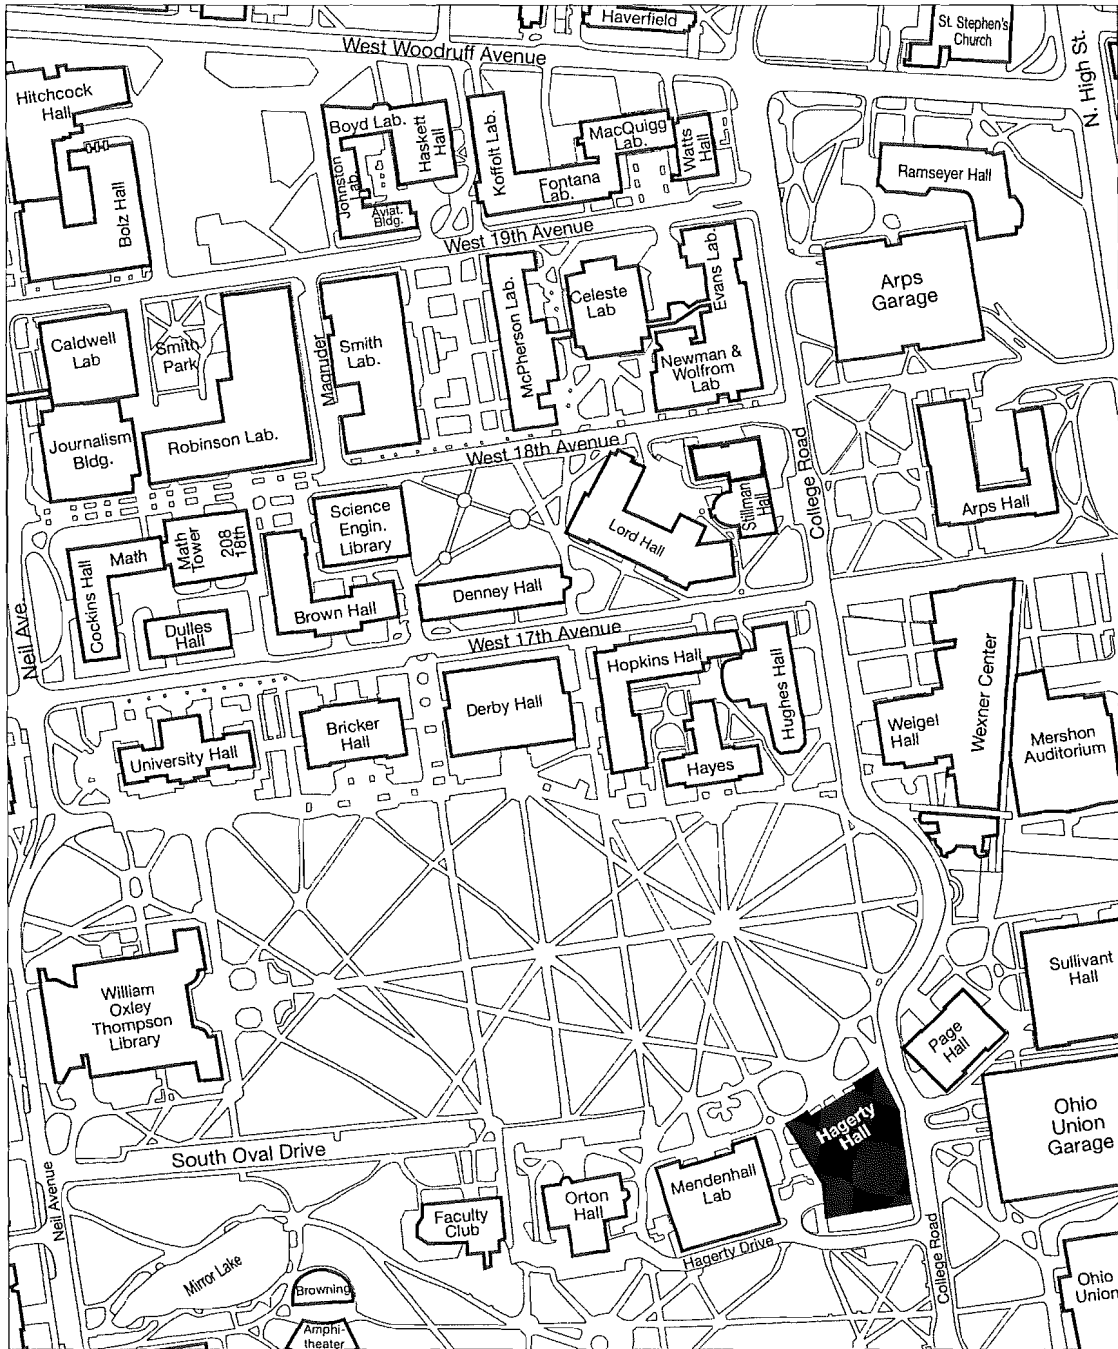 Haverfield
St. Stephen's
Church
West Woodruff Avenue
N. High St.
Hitchcock
Hall
Boyd Lab.
Haskett
Hall
Koffolt Lab.
MacQuigg
Lab.
Watts
Hall
Johnston
Lab.
Fontana
Lab.
Ramseyer Hall
Bolz Hall
Aviat.
Bldg.
West 19th Avenue
Evans Lab.
Arps
Garage
McPherson Lab.
Celeste
Lab
Caldwell
Lab
Smith
Park
Magruder
Smith
Lab.
Newman &
Wolfrom
Lab
Journalism
Bldg.
Robinson Lab.
West 18th Avenue
College Road
Science
Engin.
Library
Lord Hall
Stillman
Hall
Arps Hall
Math
Math
Tower
208
18th
Cockins Hall
Denney Hall
Brown Hall
Dulles
Hall
Neil Ave.
West 17th Avenue
Hopkins Hall
Hughes Hall
Wexner Center
Derby Hall
Bricker
Hall
University Hall
Hayes
Weigel
Hall
Mershon
Auditorium
William
Oxley
Thompson
Library
Sullivant
Hall
Page
Hall
Hagerty
Hall
Ohio
Union
Garage
South Oval Drive
Mendenhall
Lab
Orton
Hall
Faculty
Club
Neil Avenue
Hagerty Drive
College Road
Mirror Lake
Browning
Amphi-
theater
Ohio
Union